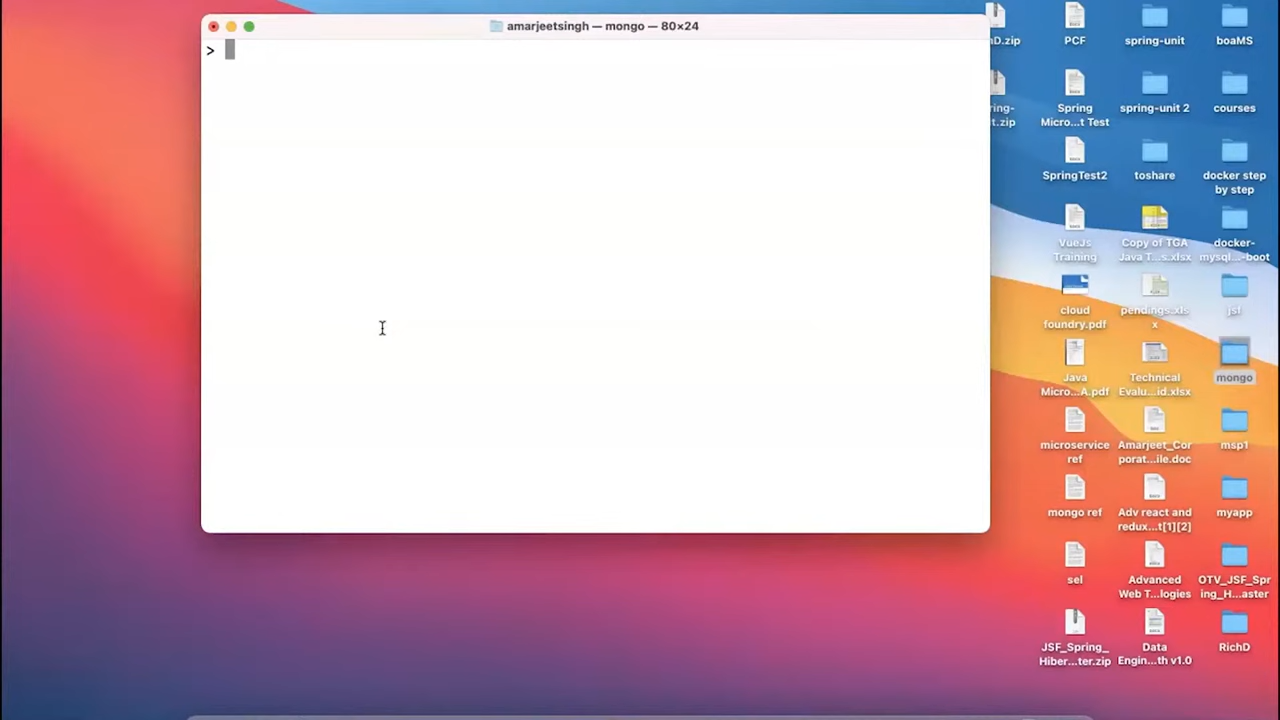 amarjeetsingh — mongo — 80×24
>
nD.zip
PCF
spring-unit
boaMS
ring-
t.zip
Spring
Micro...t Test
spring-unit 2
courses
SpringTest2
toshare
docker step
by step
VueJs
Training
Copy of TGA
Java T...s.xlsx
docker-
mysql...-boot
cloud
foundry.pdf
pendings.xls
x
jsf
Java
Micro...A.pdf
Technical
Evalu...id.xlsx
mongo
microservice
ref
Amarjeet_Cor
porat...ile.doc
msp1
mongo ref
Adv react and
redux...t[1][2]
myapp
sel
Advanced
Web T...logies
OTV_JSF_Spr
ing_H...aster
JSF_Spring_
Hiber...ter.zip
Data
Engin...th v1.0
RichD